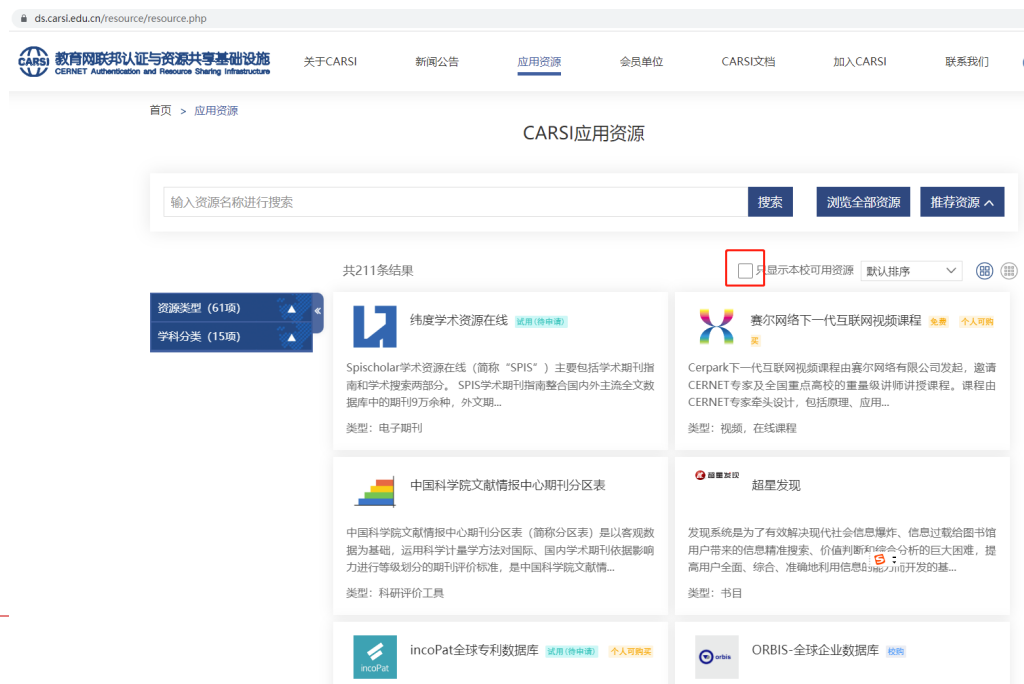 ds.carsi.edu.cn/resource/resource.php
CARSI 教育网联邦认证与资源共享基础设施
CERNET Authentication and Resource Sharing Infrastructure
关于CARSI 新闻公告 应用资源 会员单位 CARSI文档 加入CARSI 联系我们
首页 > 应用资源
CARSI应用资源
输入资源名称进行搜索 搜索 浏览全部资源 推荐资源
共211条结果 只显示本校可用资源 默认排序
资源类型（61项）
学科分类（15项）
«
纬度学术资源在线 试用(待申请)
Spischolar学术资源在线（简称“SPIS”）主要包括学术期刊指
南和学术搜索两部分。 SPIS学术期刊指南整合国内外主流全文数
据库中的期刊9万余种，外文期...
类型：电子期刊
赛尔网络下一代互联网视频课程 免费 个人可购
买
Cerpark下一代互联网视频课程由赛尔网络有限公司发起，邀请
CERNET专家及全国重点高校的重量级讲师讲授课程。课程由
CERNET专家牵头设计，包括原理、应用...
类型：视频，在线课程
中国科学院文献情报中心期刊分区表
中国科学院文献情报中心期刊分区表（简称分区表）是以客观数
据为基础，运用科学计量学方法对国际、国内学术期刊依据影响
力进行等级划分的期刊评价标准，是中国科学院文献情...
类型：科研评价工具
超星发现
超星发现
发现系统是为了有效解决现代社会信息爆炸、信息过载给图书馆
用户带来的信息精准搜索、价值判断和综合分析的巨大困难，提
高用户全面、综合、准确地利用信息的能力而开发的基...
类型：书目
incoPat
incoPat全球专利数据库 试用(待申请) 个人可购买
orbis
ORBIS-全球企业数据库 校购